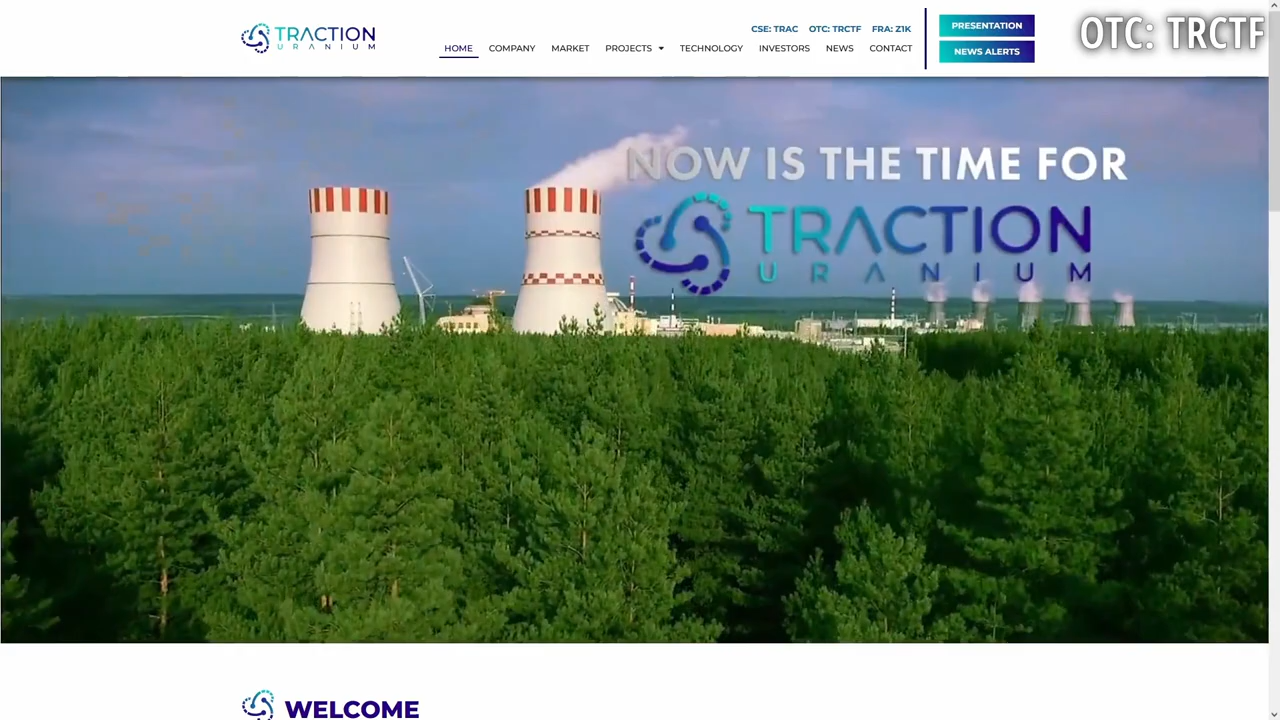 TRACTION
URANIUM
CSE: TRAC OTC: TRCTF FRA: Z1K
HOME COMPANY MARKET PROJECTS TECHNOLOGY INVESTORS NEWS CONTACT
PRESENTATION
NEWS ALERTS
OTC: TRCTF
NOW IS THE TIME FOR
TRACTION
URANIUM
WELCOME